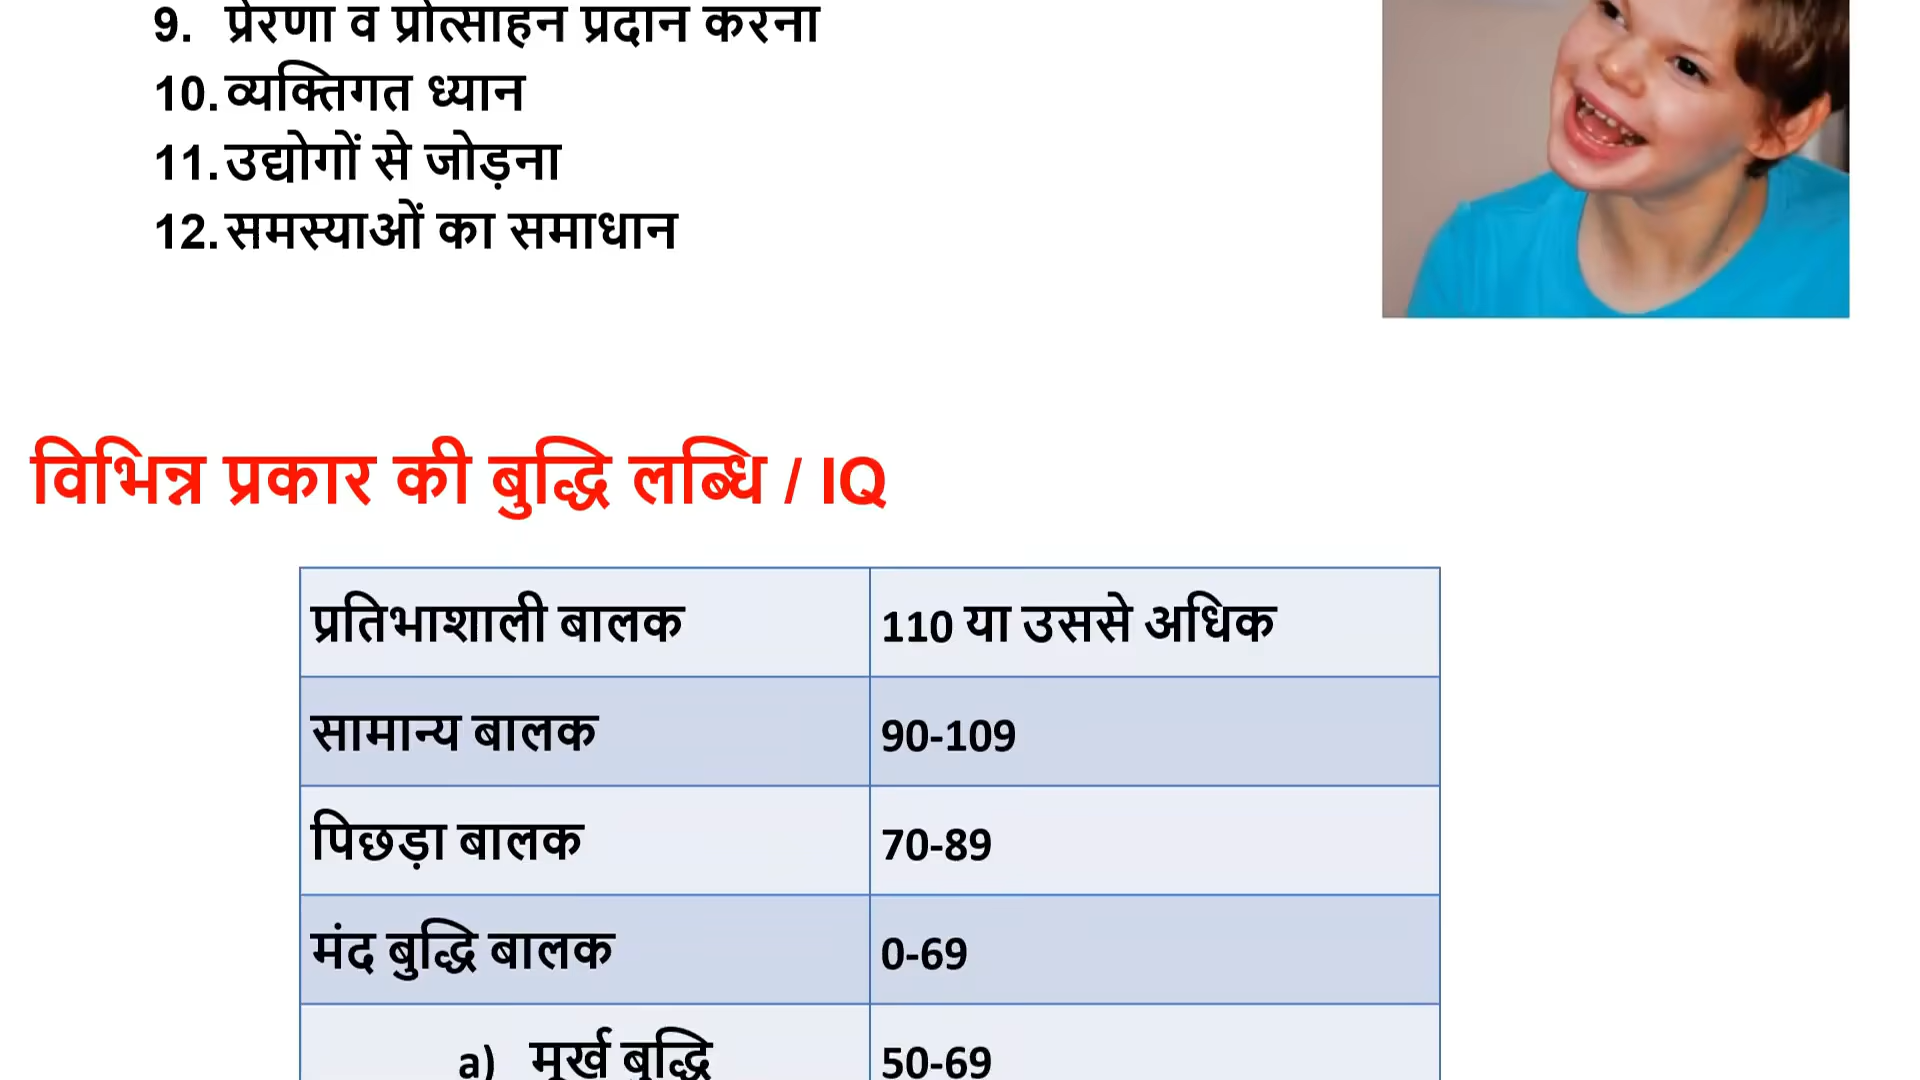 9. प्रेरणा व प्रोत्साहन प्रदान करना
10. व्यक्तिगत ध्यान
11. उद्योगों से जोड़ना
12. समस्याओं का समाधान
विभिन्न प्रकार की बुद्धि लब्धि / IQ
प्रतिभाशाली बालक 110 या उससे अधिक
सामान्य बालक 90-109
पिछड़ा बालक 70-89
मंद बुद्धि बालक 0-69
a) मूर्ख बुद्धि 50-69